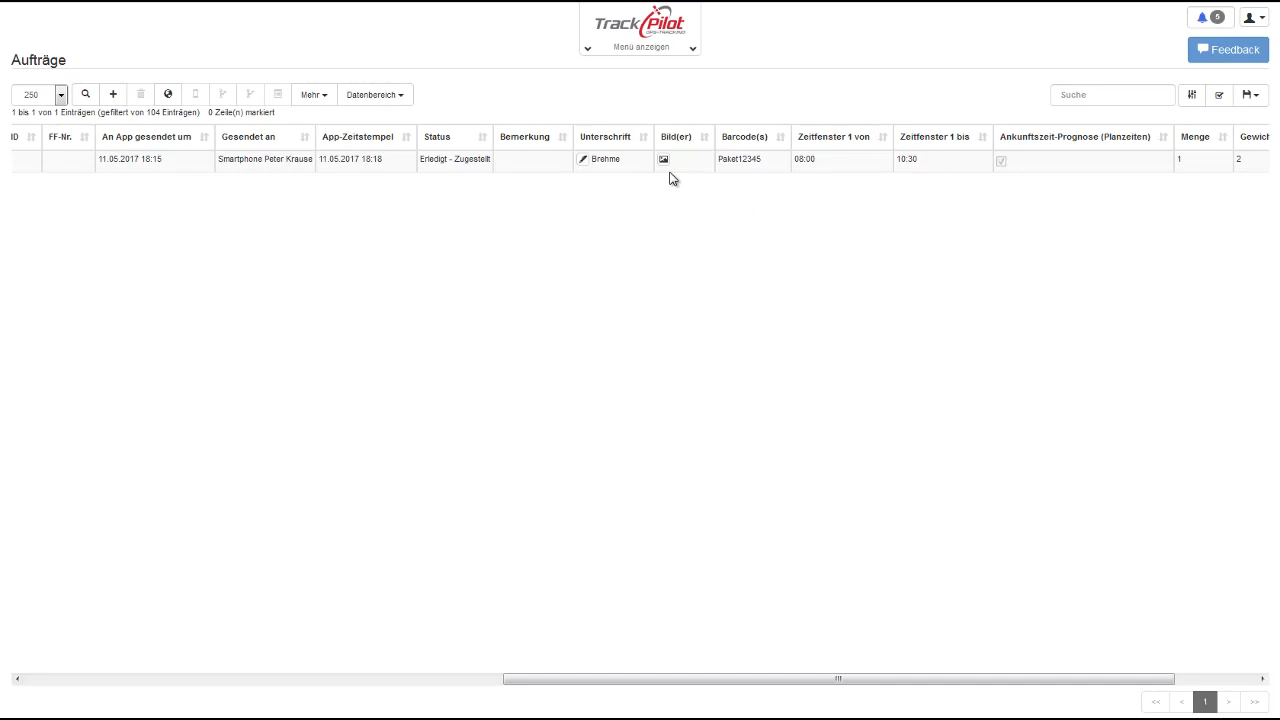 TrackPilot
GPS-TRACKING
Menü anzeigen
5
Feedback
Aufträge
250
Mehr
Datenbereich
Suche
1 bis 1 von 1 Einträgen (gefiltert von 104 Einträgen) 0 Zeile(n) markiert
ID FF-Nr. An App gesendet um Gesendet an App-Zeitstempel Status Bemerkung Unterschrift Bild(er) Barcode(s) Zeitfenster 1 von Zeitfenster 1 bis Ankunftszeit-Prognose (Planzeiten) Menge Gewich
11.05.2017 18:15 Smartphone Peter Krause 11.05.2017 18:18 Erledigt - Zugestellt Brehme Paket12345 08:00 10:30 1 2
<< < 1 > >>